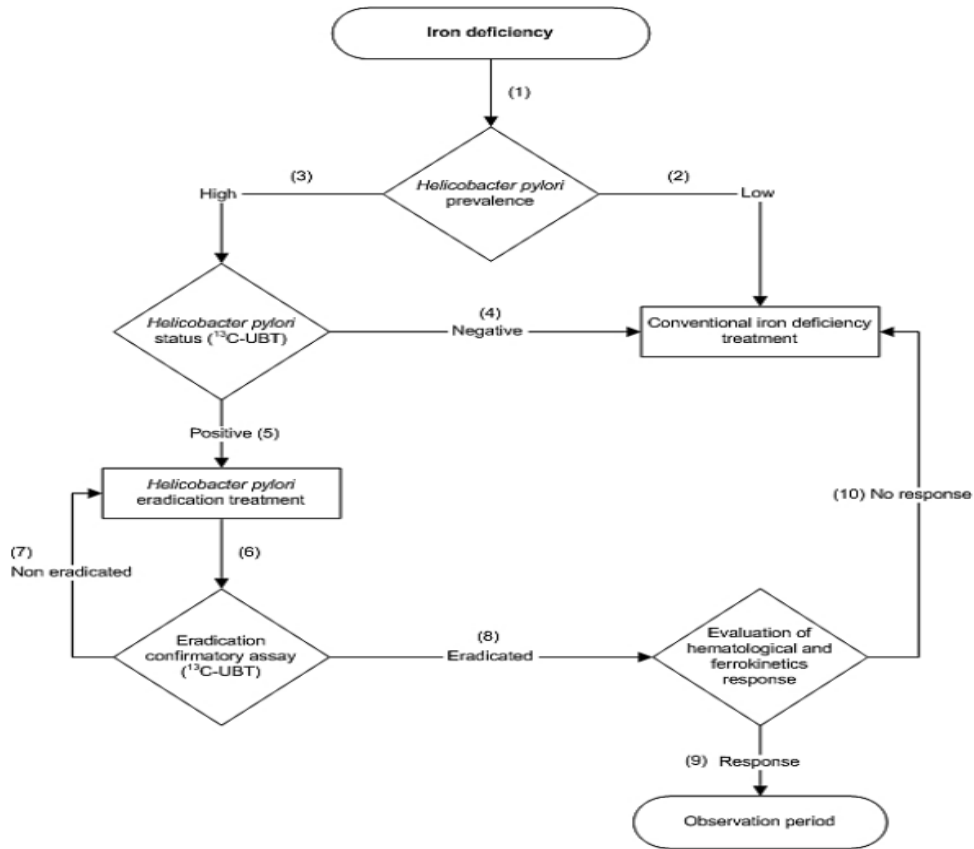 Iron deficiency
(1)
(3)
(2)
Helicobacter pylori
prevalence
High
Low
Helicobacter pylori
status (¹³C-UBT)
(4)
Negative
Conventional iron deficiency
treatment
Positive (5)
Helicobacter pylori
eradication treatment
(10) No response
(6)
(7)
Non eradicated
Eradication
confirmatory assay
(¹³C-UBT)
(8)
Eradicated
Evaluation of
hematological and
ferrokinetics
response
(9) Response
Observation period